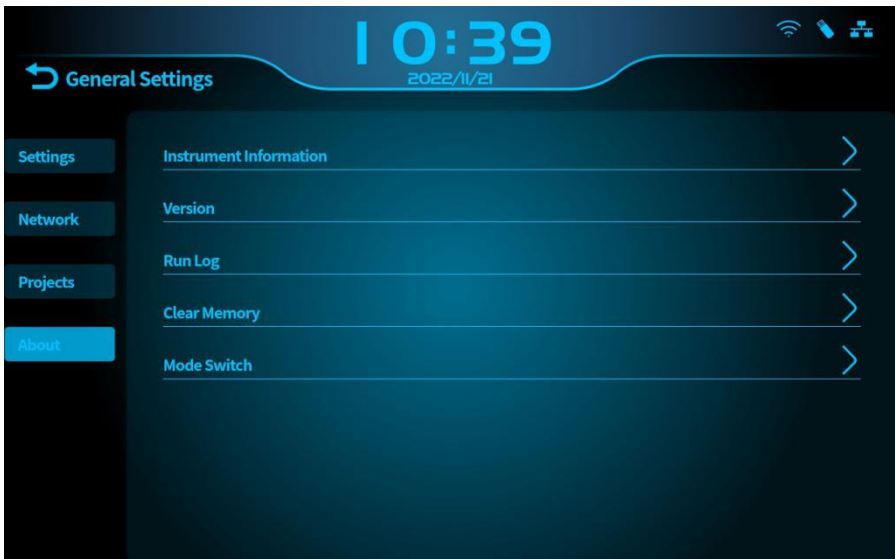 10:39
2022/11/21
General Settings
Settings
Network
Projects
About
Instrument Information
Version
Run Log
Clear Memory
Mode Switch